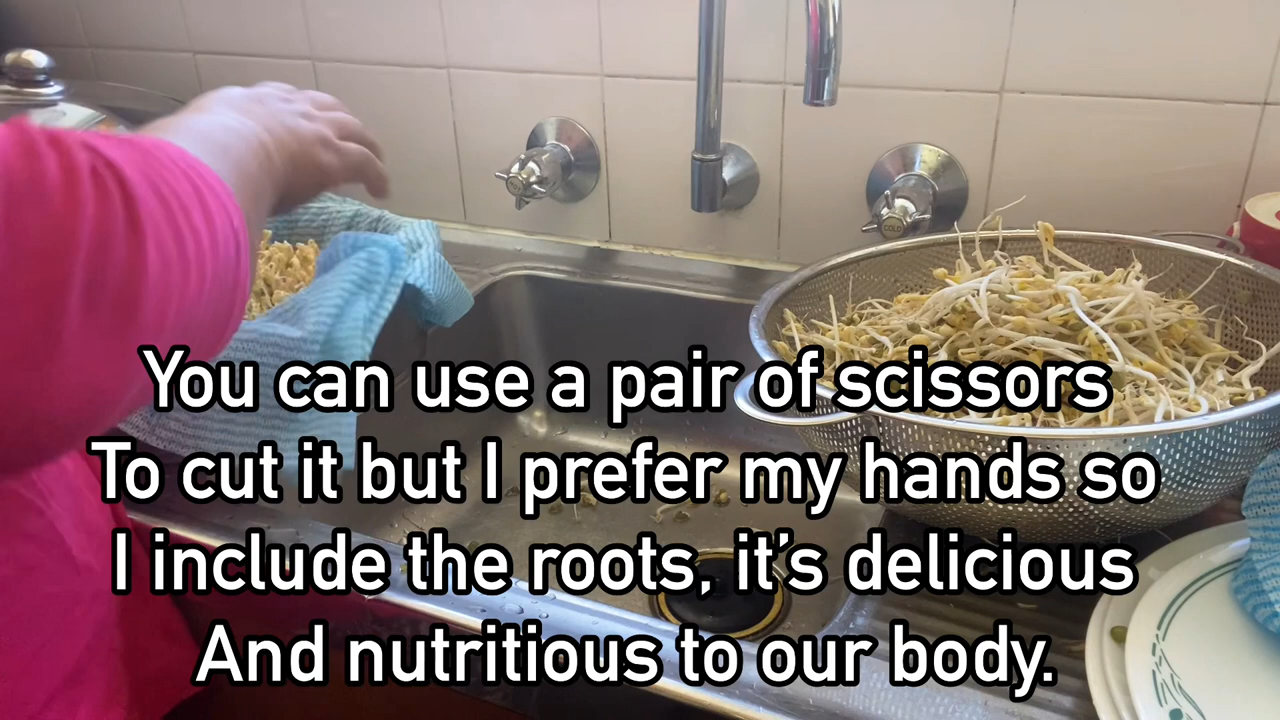 COLD
You can use a pair of scissors
To cut it but I prefer my hands so
I include the roots, it's delicious
And nutritious to our body.